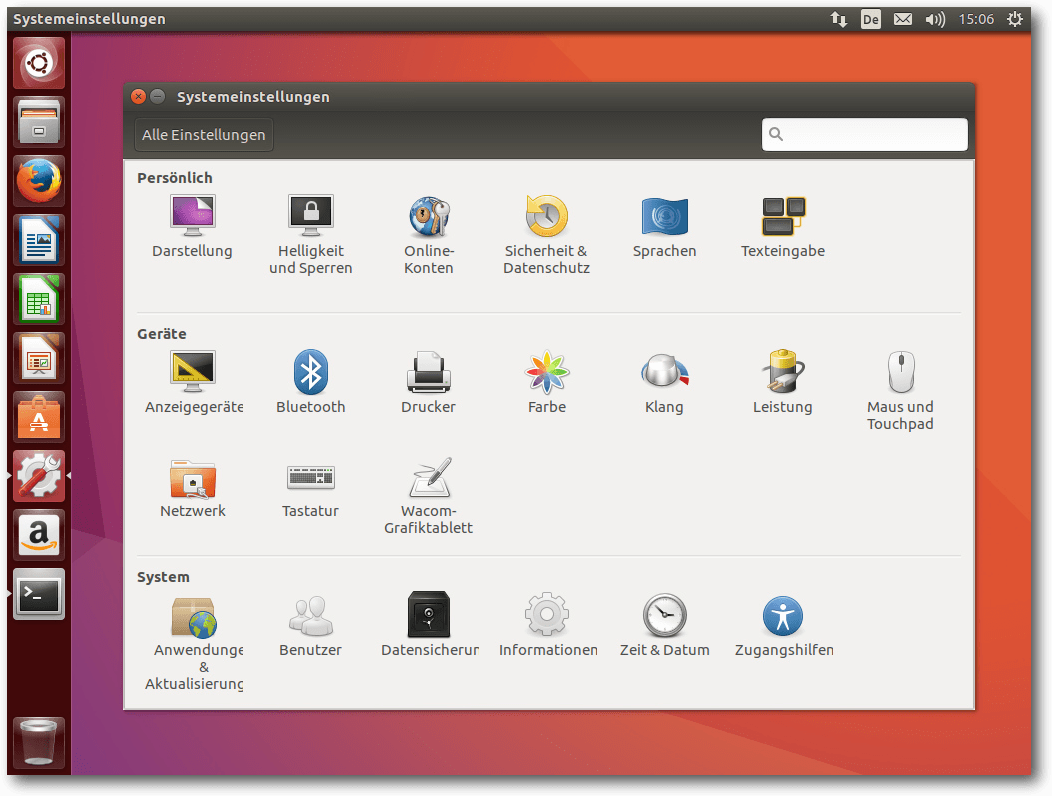 Systemeinstellungen
De
15:06
Systemeinstellungen
Alle Einstellungen
Persönlich
Darstellung
Helligkeit
und Sperren
Online-
Konten
Sicherheit &
Datenschutz
Sprachen
Texteingabe
Geräte
Anzeigegeräte
Bluetooth
Drucker
Farbe
Klang
Leistung
Maus und
Touchpad
Netzwerk
Tastatur
Wacom-
Grafiktablett
System
Anwendunge
&
Aktualisierung
Benutzer
Datensicherun
Informationen
Zeit & Datum
Zugangshilfen